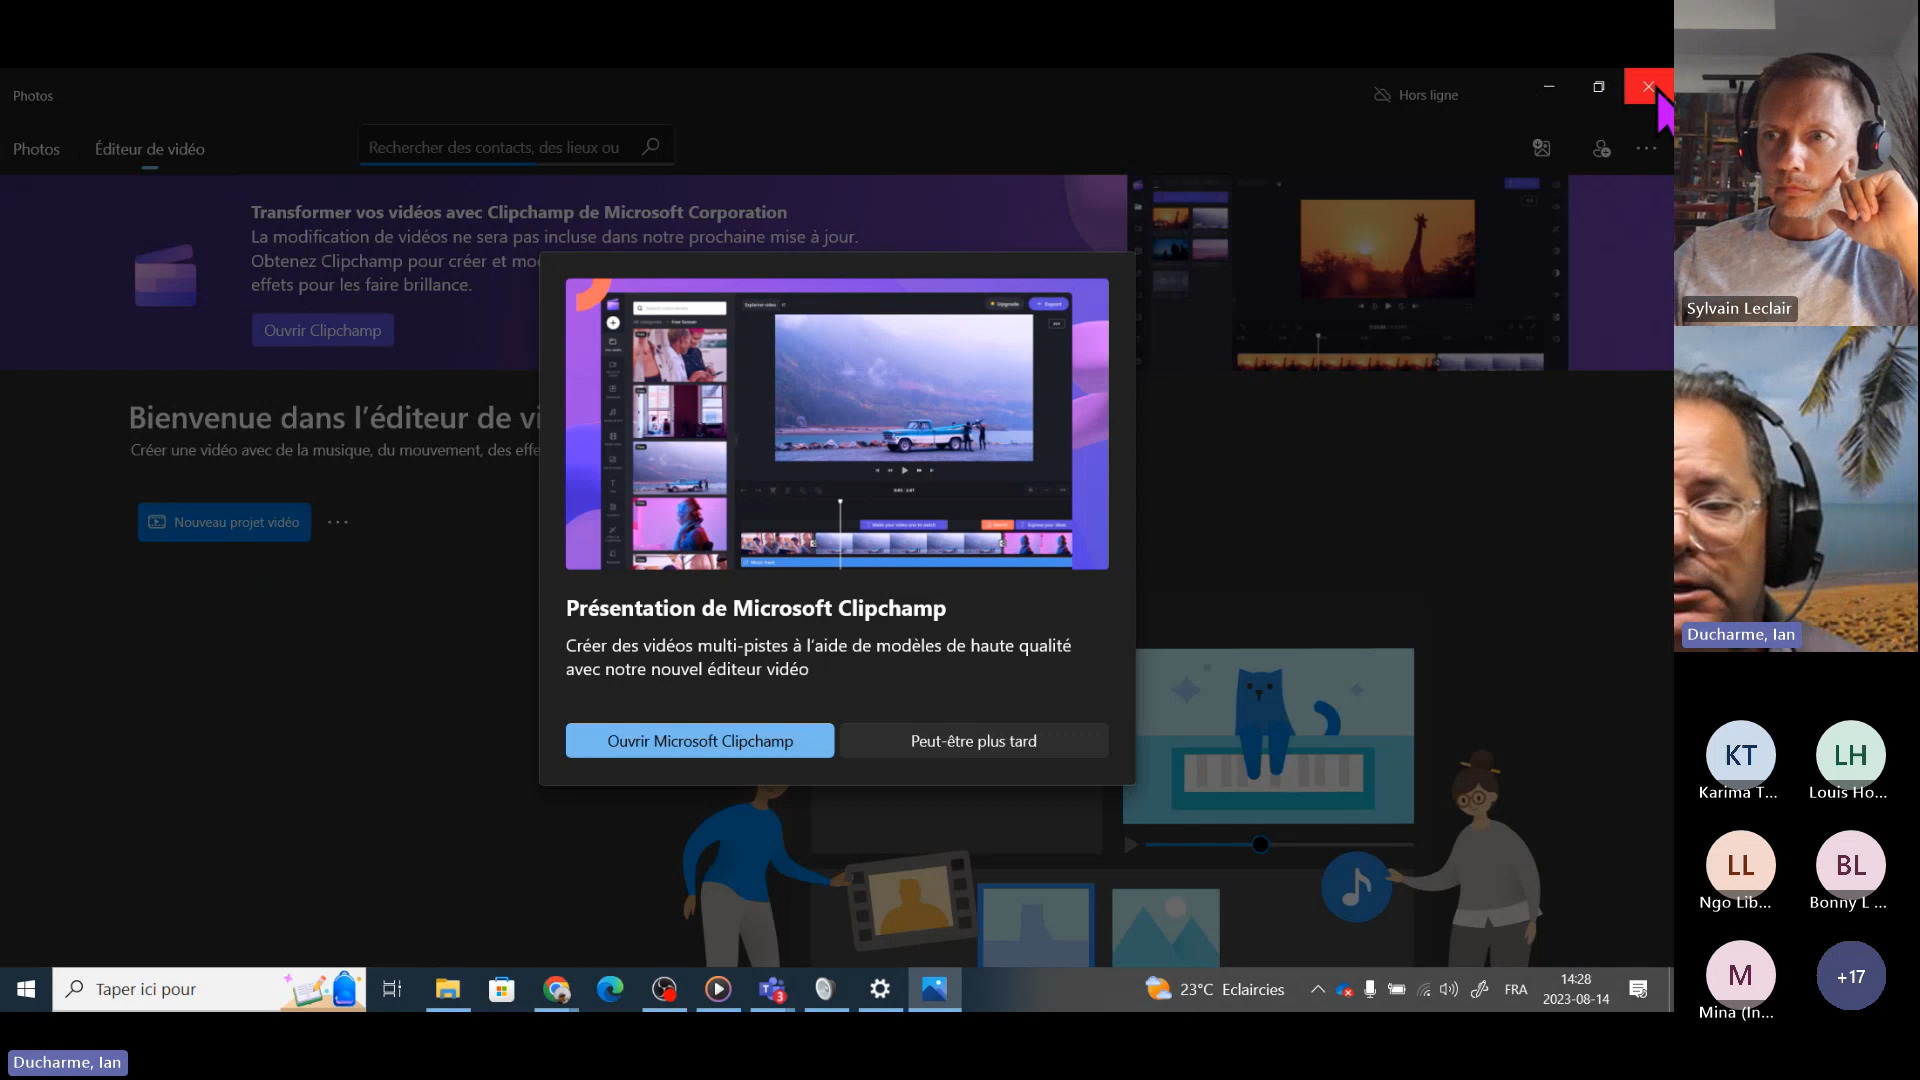 Photos
Hors ligne
Photos
Éditeur de vidéo
Rechercher des contacts, des lieux ou
Transformer vos vidéos avec Clipchamp de Microsoft Corporation
La modification de vidéos ne sera pas incluse dans notre prochaine mise à jour.
Obtenez Clipchamp pour créer et mo
effets pour les faire brillance.
Ouvrir Clipchamp
Bienvenue dans l'éditeur de vi
Créer une vidéo avec de la musique, du mouvement, des effe
Nouveau projet vidéo
Upgrade
Export
Présentation de Microsoft Clipchamp
Créer des vidéos multi-pistes à l'aide de modèles de haute qualité
avec notre nouvel éditeur vidéo
Ouvrir Microsoft Clipchamp
Peut-être plus tard
Sylvain Leclair
Ducharme, Ian
KT
Karima T...
LH
Louis Ho...
LL
Ngo Lib...
BL
Bonny L ...
M
Mina (In...
+17
Taper ici pour
3
23°C Eclaircies
FRA
14:28
2023-08-14
Ducharme, Ian